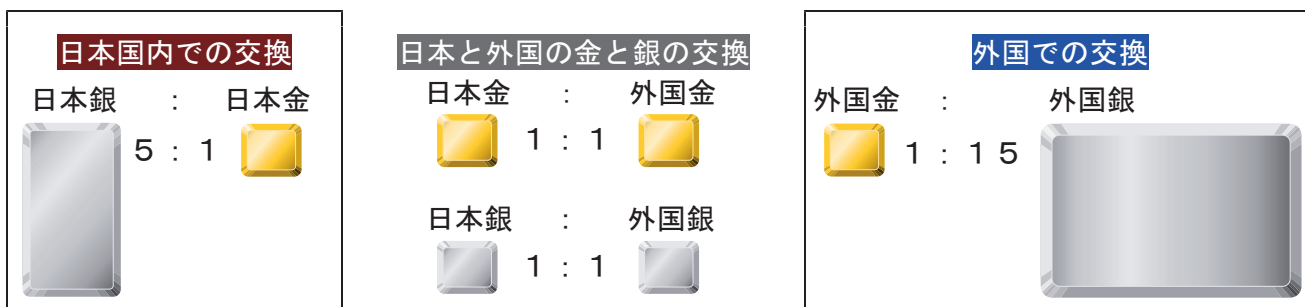 日本国内での交換
日本銀 : 日本金
5 : 1
日本と外国の金と銀の交換
日本金 : 外国金
1 : 1
日本銀 : 外国銀
1 : 1
外国での交換
外国金 : 外国銀
1 : 15